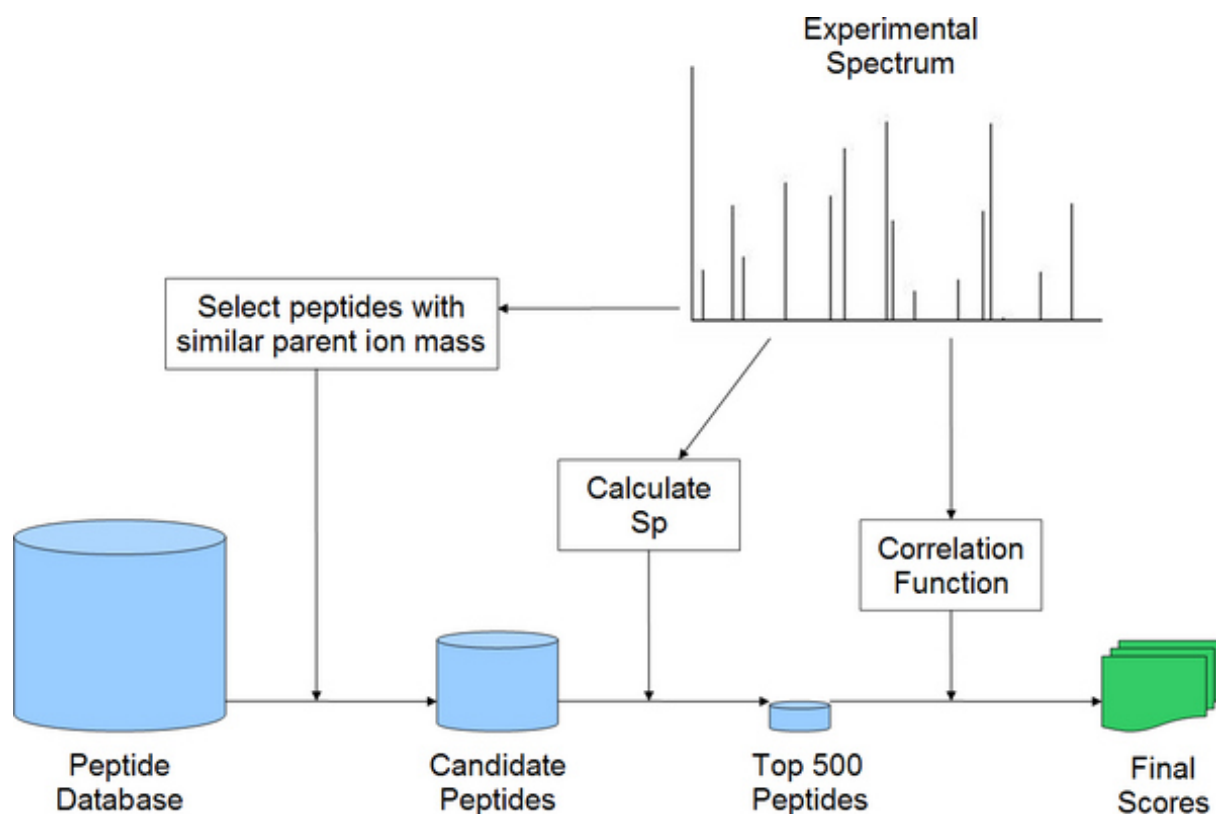 Experimental
Spectrum
Select peptides with
similar parent ion mass
Calculate
Sp
Correlation
Function
Peptide
Database
Candidate
Peptides
Top 500
Peptides
Final
Scores